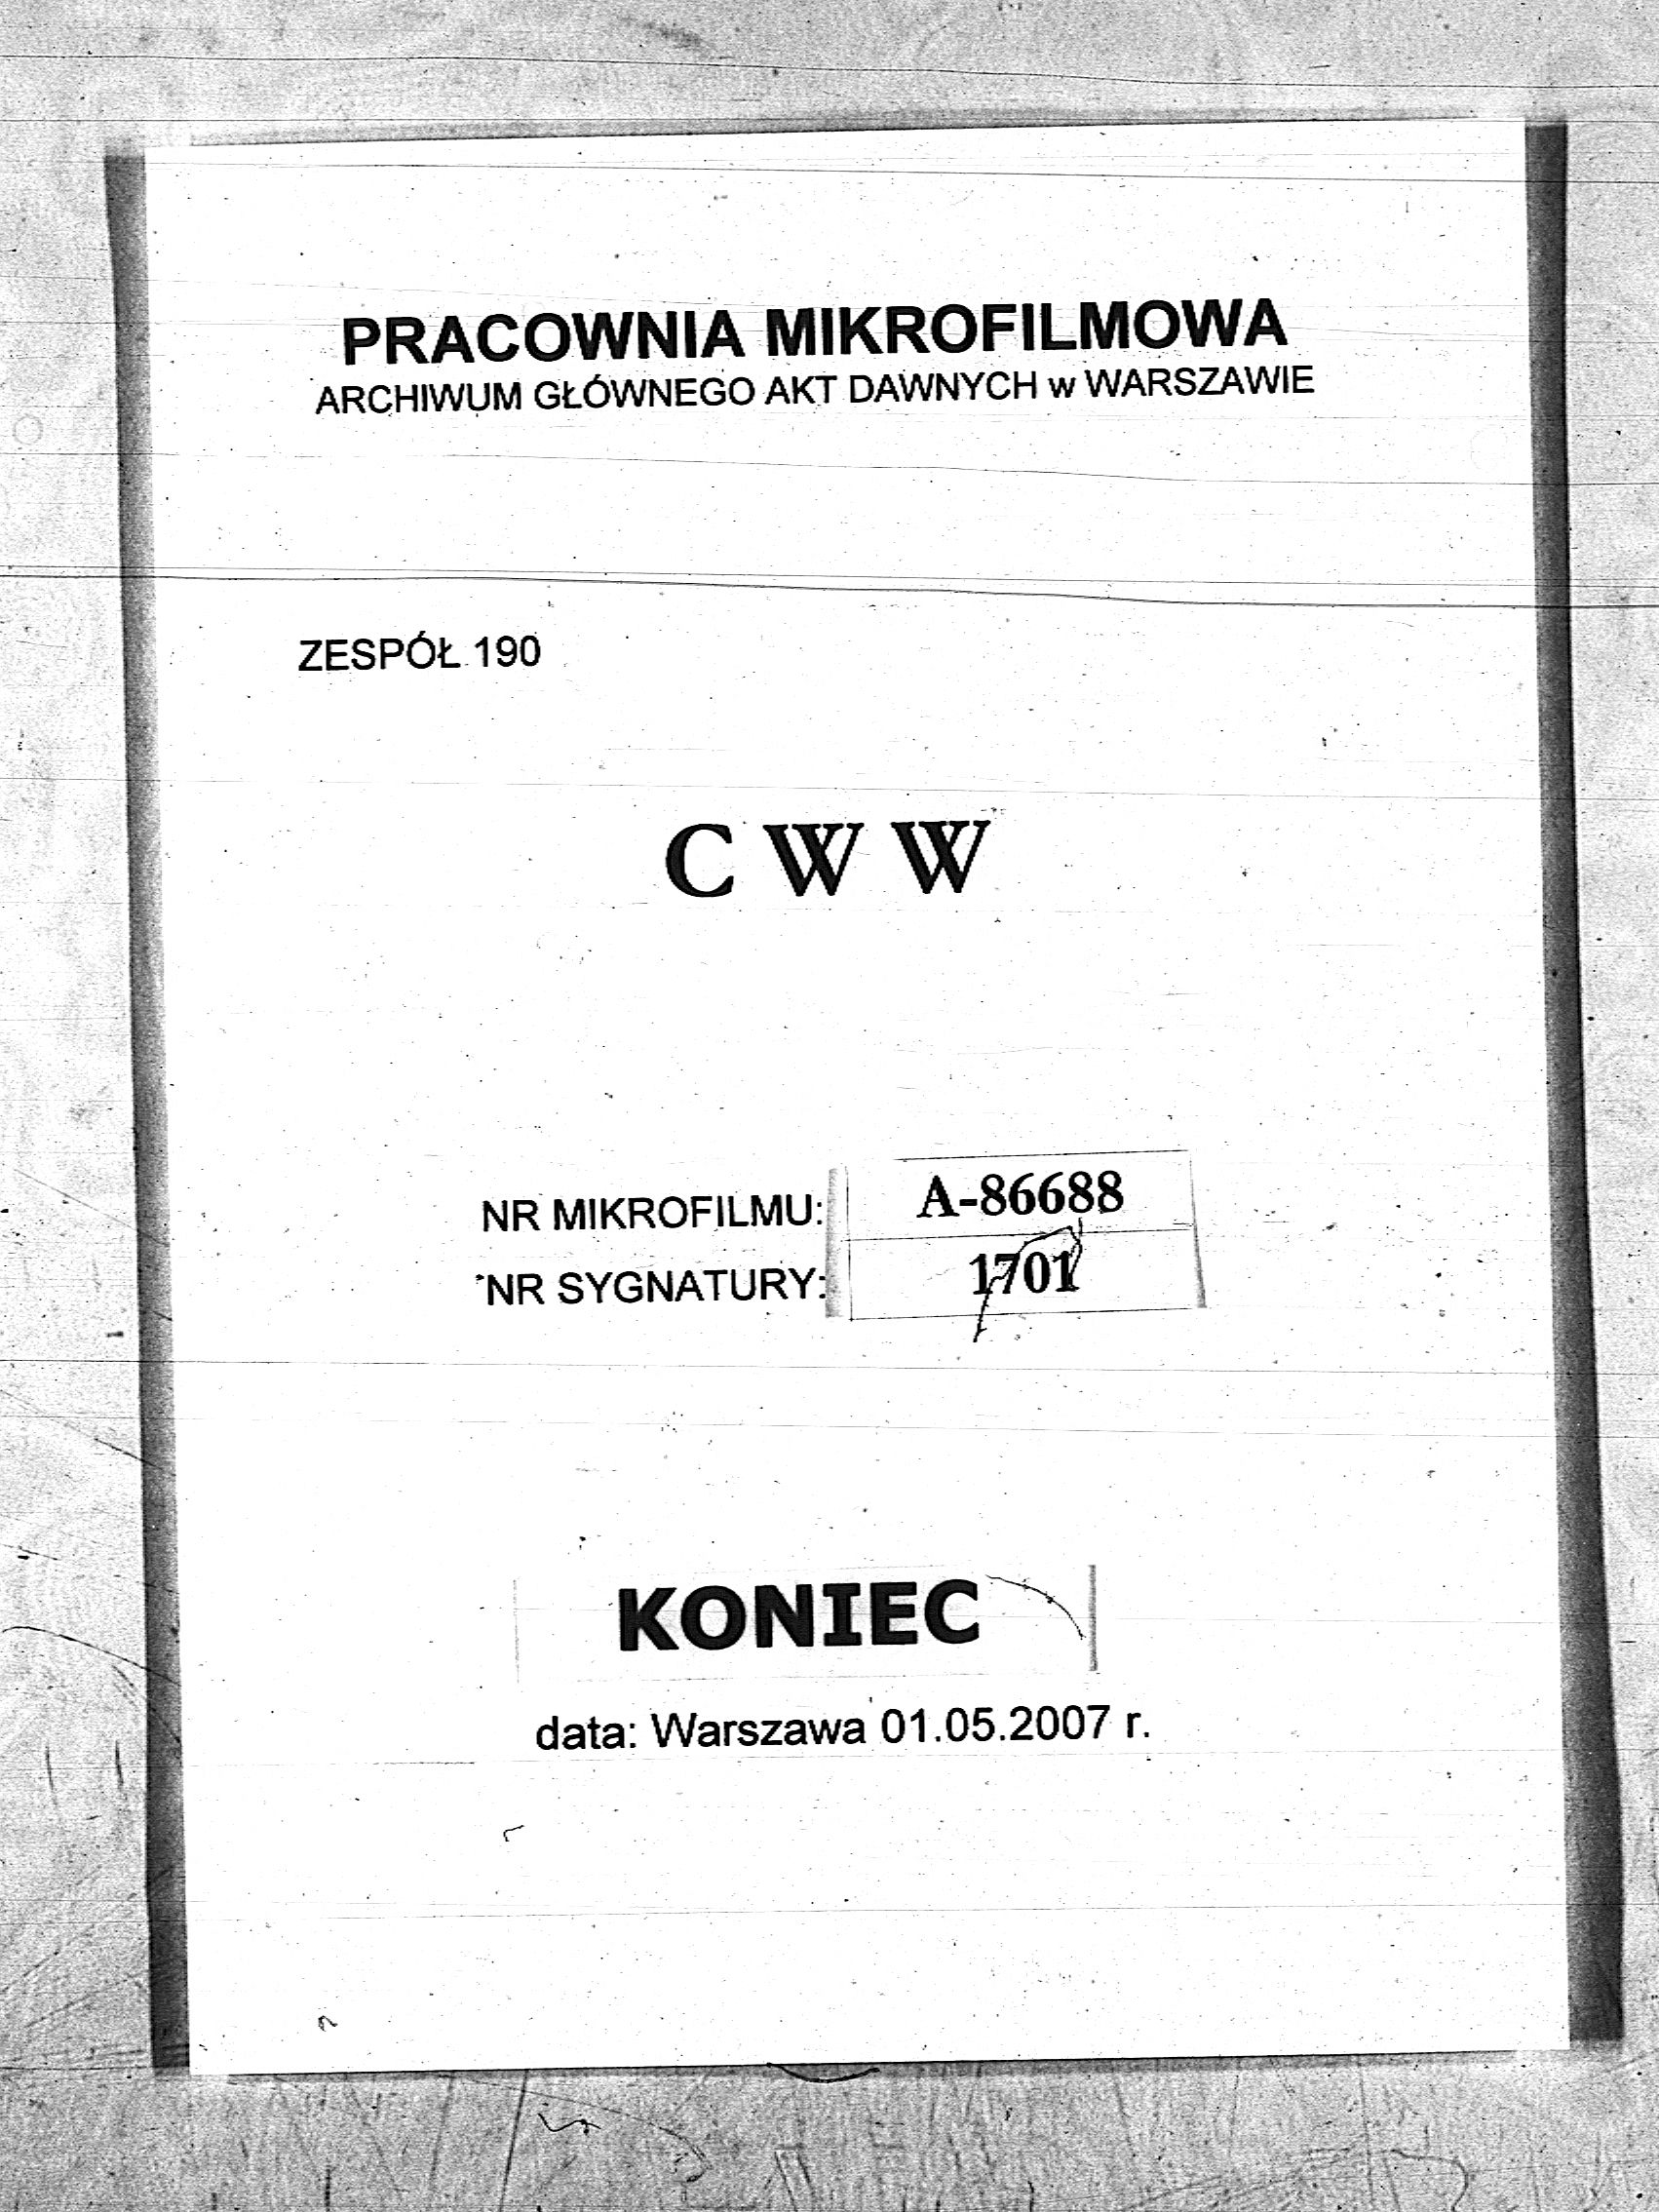 PRACOWNIA MIKROFILMOWA
ARCHIWUM GŁÓWNEGO AKT DAWNYCH w WARSZAWIE
ZESPÓŁ 190
C W W
NR MIKROFILMU: A-86688
NR SYGNATURY: 1701
KONIEC
data: Warszawa 01.05.2007 r.